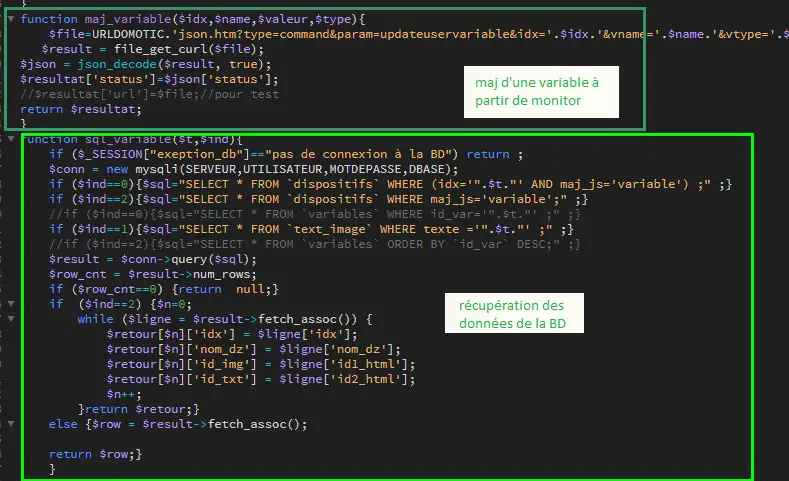 }
function maj_variable($idx,$name,$valeur,$type){
$file=URLDOMOTIC.'json.htm?type=command&param=updateuservariable&idx='.$idx.'&vname='.$name.'&vtype='.$
$result = file_get_curl($file);
$json = json_decode($result, true);
$resultat['status']=$json['status'];
//$resultat['url']=$file;//pour test
return $resultat;
}
maj d'une variable à
partir de monitor
function sql_variable($t,$ind){
if ($_SESSION["exeption_db"]=="pas de connexion à la BD") return ;
$conn = new mysqli(SERVEUR,UTILISATEUR,MOTDEPASSE,DBASE);
if ($ind==0){$sql="SELECT * FROM `dispositifs` WHERE (idx='".$t."' AND maj_js='variable') ;" ;}
if ($ind==2){$sql="SELECT * FROM `dispositifs` WHERE maj_js='variable';" ;}
//if ($ind==0){$sql="SELECT * FROM `variables` WHERE id_var='".$t."' ;" ;}
if ($ind==1){$sql="SELECT * FROM `text_image` WHERE texte ='".$t."' ;" ;}
//if ($ind==2){$sql="SELECT * FROM `variables` ORDER BY `id_var` DESC;" ;}
$result = $conn->query($sql);
$row_cnt = $result->num_rows;
if ($row_cnt==0) {return  null;}
if  ($ind==2) {$n=0;
while ($ligne = $result->fetch_assoc()) {
$retour[$n]['idx'] = $ligne['idx'];
$retour[$n]['nom_dz'] = $ligne['nom_dz'];
$retour[$n]['id_img'] = $ligne['id1_html'];
$retour[$n]['id_txt'] = $ligne['id2_html'];
$n++;
}return $retour;}
else {$row = $result->fetch_assoc();
return $row;}
}
récupération des
données de la BD